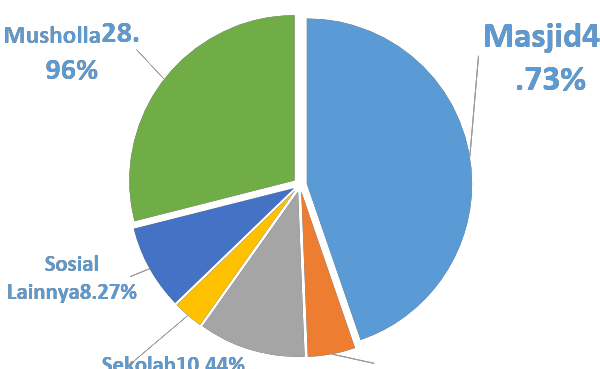 Musholla28.
96%
Masjid4
.73%
Sosial
Lainnya8.27%
Sekolah10.44%